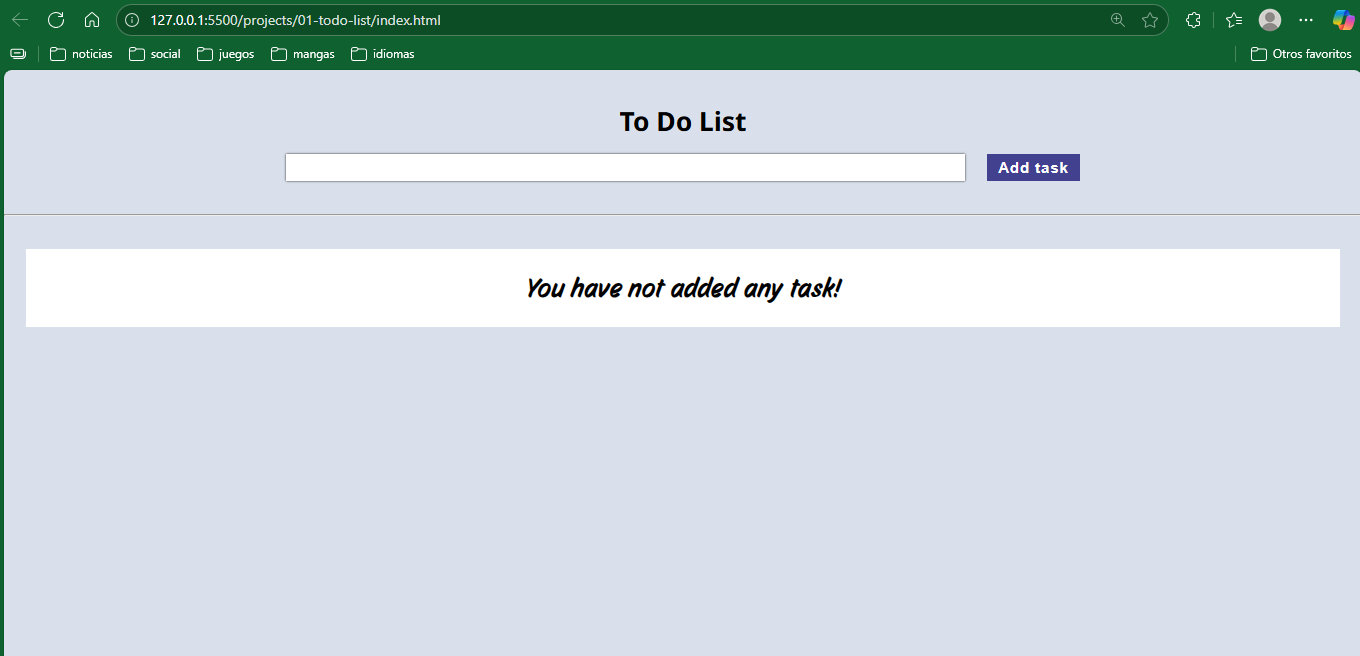 127.0.0.1:5500/projects/01-todo-list/index.html
noticias social juegos mangas idiomas Otros favoritos
To Do List
Add task
You have not added any task!